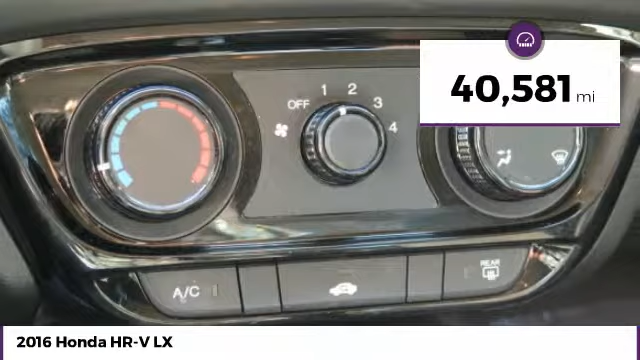 40,581 mi
OFF 1 2 3 4
A/C
REAR
2016 Honda HR-V LX